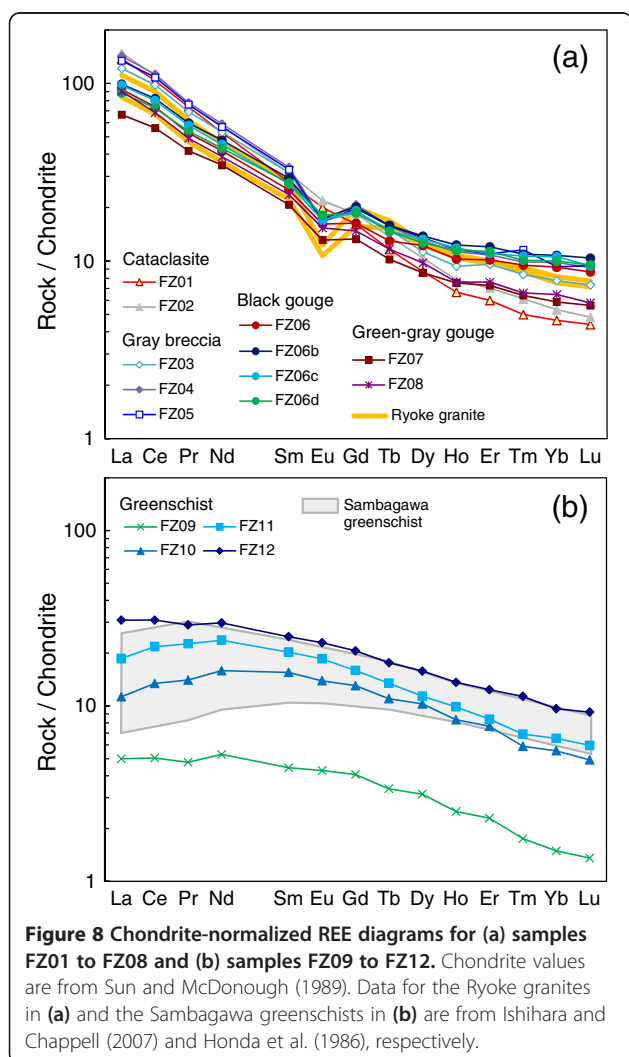 (a)
100
10
1
Rock / Chondrite
Cataclasite
FZ01
FZ02
Gray breccia
FZ03
FZ04
FZ05
Black gouge
FZ06
FZ06b
FZ06c
FZ06d
Green-gray gouge
FZ07
FZ08
Ryoke granite
La Ce Pr Nd Sm Eu Gd Tb Dy Ho Er Tm Yb Lu
(b)
100
10
1
Rock / Chondrite
Greenschist
FZ09
FZ10
FZ11
FZ12
Sambagawa
greenschist
La Ce Pr Nd Sm Eu Gd Tb Dy Ho Er Tm Yb Lu
Figure 8 Chondrite-normalized REE diagrams for (a) samples
FZ01 to FZ08 and (b) samples FZ09 to FZ12. Chondrite values
are from Sun and McDonough (1989). Data for the Ryoke granites
in (a) and the Sambagawa greenschists in (b) are from Ishihara and
Chappell (2007) and Honda et al. (1986), respectively.